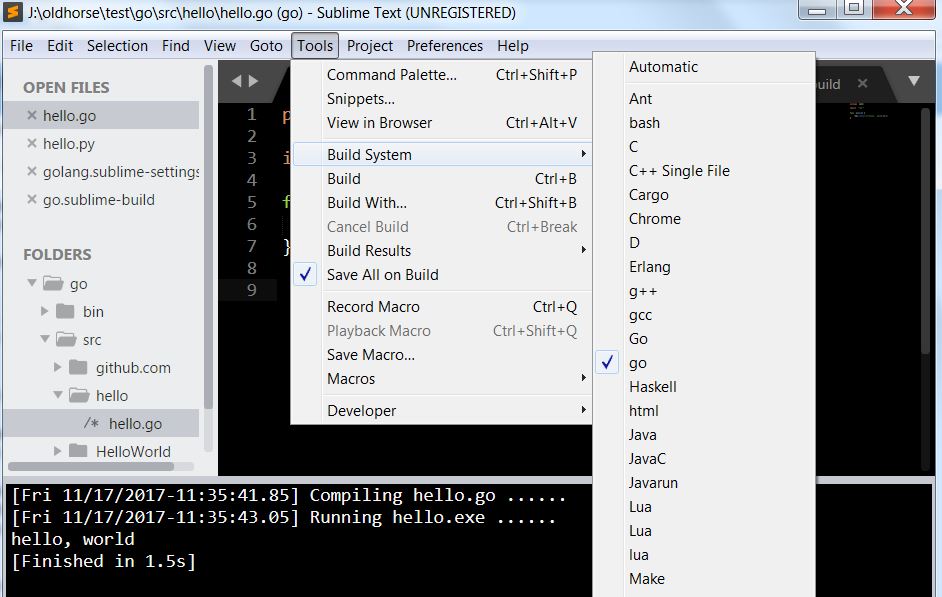 J:\oldhorse\test\go\src\hello\hello.go (go) - Sublime Text (UNREGISTERED)
File Edit Selection Find View Goto Tools Project Preferences Help
OPEN FILES
hello.go
hello.py
golang.sublime-settings
go.sublime-build
FOLDERS
go
bin
src
github.com
hello
/* hello.go
HelloWorld
1 p
2
3 i
4
5 f
6
7 }
8
9
Command Palette... Ctrl+Shift+P
Snippets...
View in Browser Ctrl+Alt+V
Build System
Build Ctrl+B
Build With... Ctrl+Shift+B
Cancel Build Ctrl+Break
Build Results
Save All on Build
Record Macro Ctrl+Q
Playback Macro Ctrl+Shift+Q
Save Macro...
Macros
Developer
Automatic
Ant
bash
C
C++ Single File
Cargo
Chrome
D
Erlang
g++
gcc
Go
go
Haskell
html
Java
JavaC
Javarun
Lua
Lua
lua
Make
uild
[Fri 11/17/2017-11:35:41.85] Compiling hello.go ......
[Fri 11/17/2017-11:35:43.05] Running hello.exe ......
hello, world
[Finished in 1.5s]